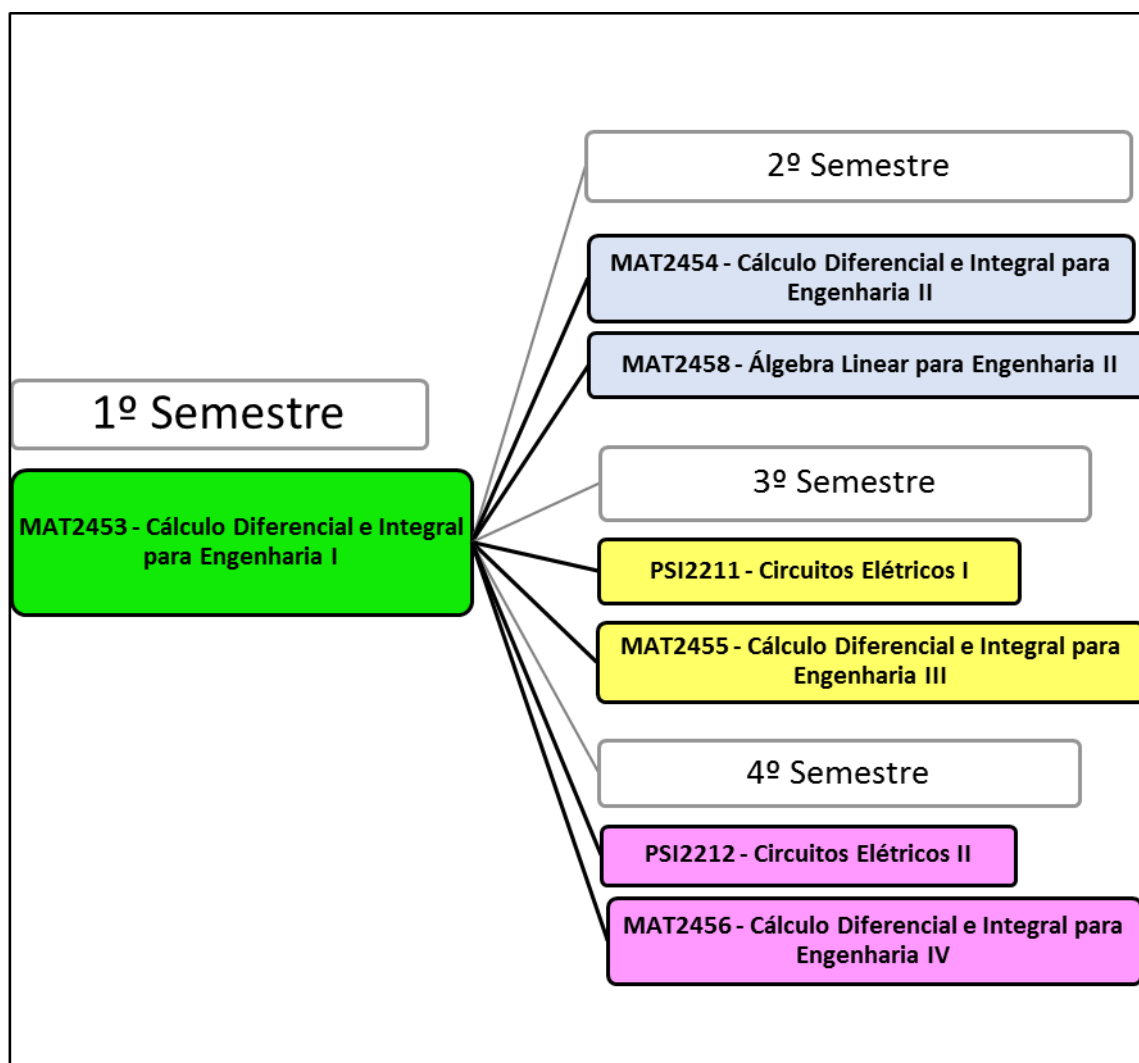 1º Semestre
MAT2453 - Cálculo Diferencial e Integral
para Engenharia I
2º Semestre
MAT2454 - Cálculo Diferencial e Integral para
Engenharia II
MAT2458 - Álgebra Linear para Engenharia II
3º Semestre
PSI2211 - Circuitos Elétricos I
MAT2455 - Cálculo Diferencial e Integral para
Engenharia III
4º Semestre
PSI2212 - Circuitos Elétricos II
MAT2456 - Cálculo Diferencial e Integral para
Engenharia IV